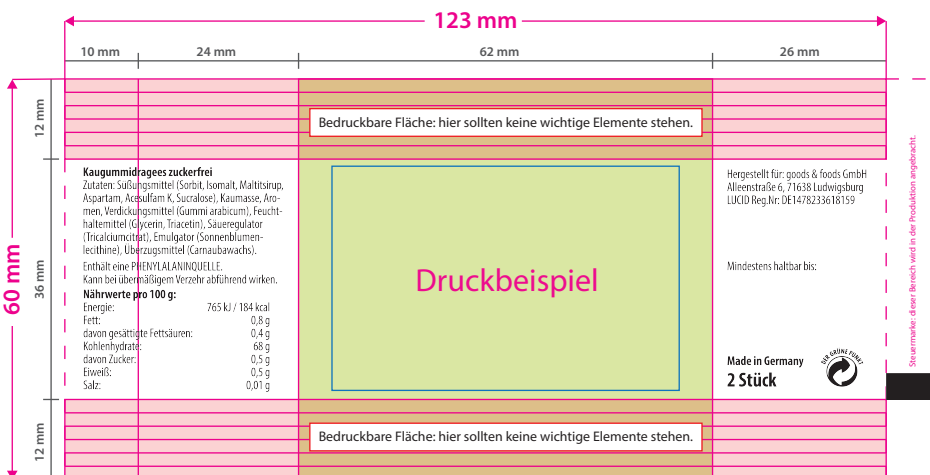 123 mm
10 mm
24 mm
62 mm
26 mm
12 mm
Bedruckbare Fläche: hier sollten keine wichtige Elemente stehen.
60 mm
36 mm
Kaugummidragees zuckerfrei
Zutaten: Süßungsmittel (Sorbit, Isomalt, Maltitsirup,
Aspartam, Acesulfam K, Sucralose), Kaumasse, Aro-
men, Verdickungsmittel (Gummi arabicum), Feucht-
haltemittel (Glycerin, Triacetin), Säueregulator
(Tricalciumcitrat), Emulgator (Sonnenblumen-
lecithine), Überzugsmittel (Carnaubawachs).
Enthält eine PHENYLALANINQUELLE.
Kann bei übermäßigem Verzehr abführend wirken.
Nährwerte pro 100 g:
Energie: 765 kJ / 184 kcal
Fett: 0,8 g
davon gesättigte Fettsäuren: 0,4 g
Kohlenhydrate: 68 g
davon Zucker: 0,5 g
Eiweiß: 0,5 g
Salz: 0,01 g
Druckbeispiel
Hergestellt für: goods & foods GmbH
Alleenstraße 6, 71638 Ludwigsburg
LUCID Reg.Nr: DE1478233618159
Mindestens haltbar bis:
Made in Germany
2 Stück
DER GRÜNE PUNKT
Steuermarke: dieser Bereich wird in der Produktion angebracht.
12 mm
Bedruckbare Fläche: hier sollten keine wichtige Elemente stehen.